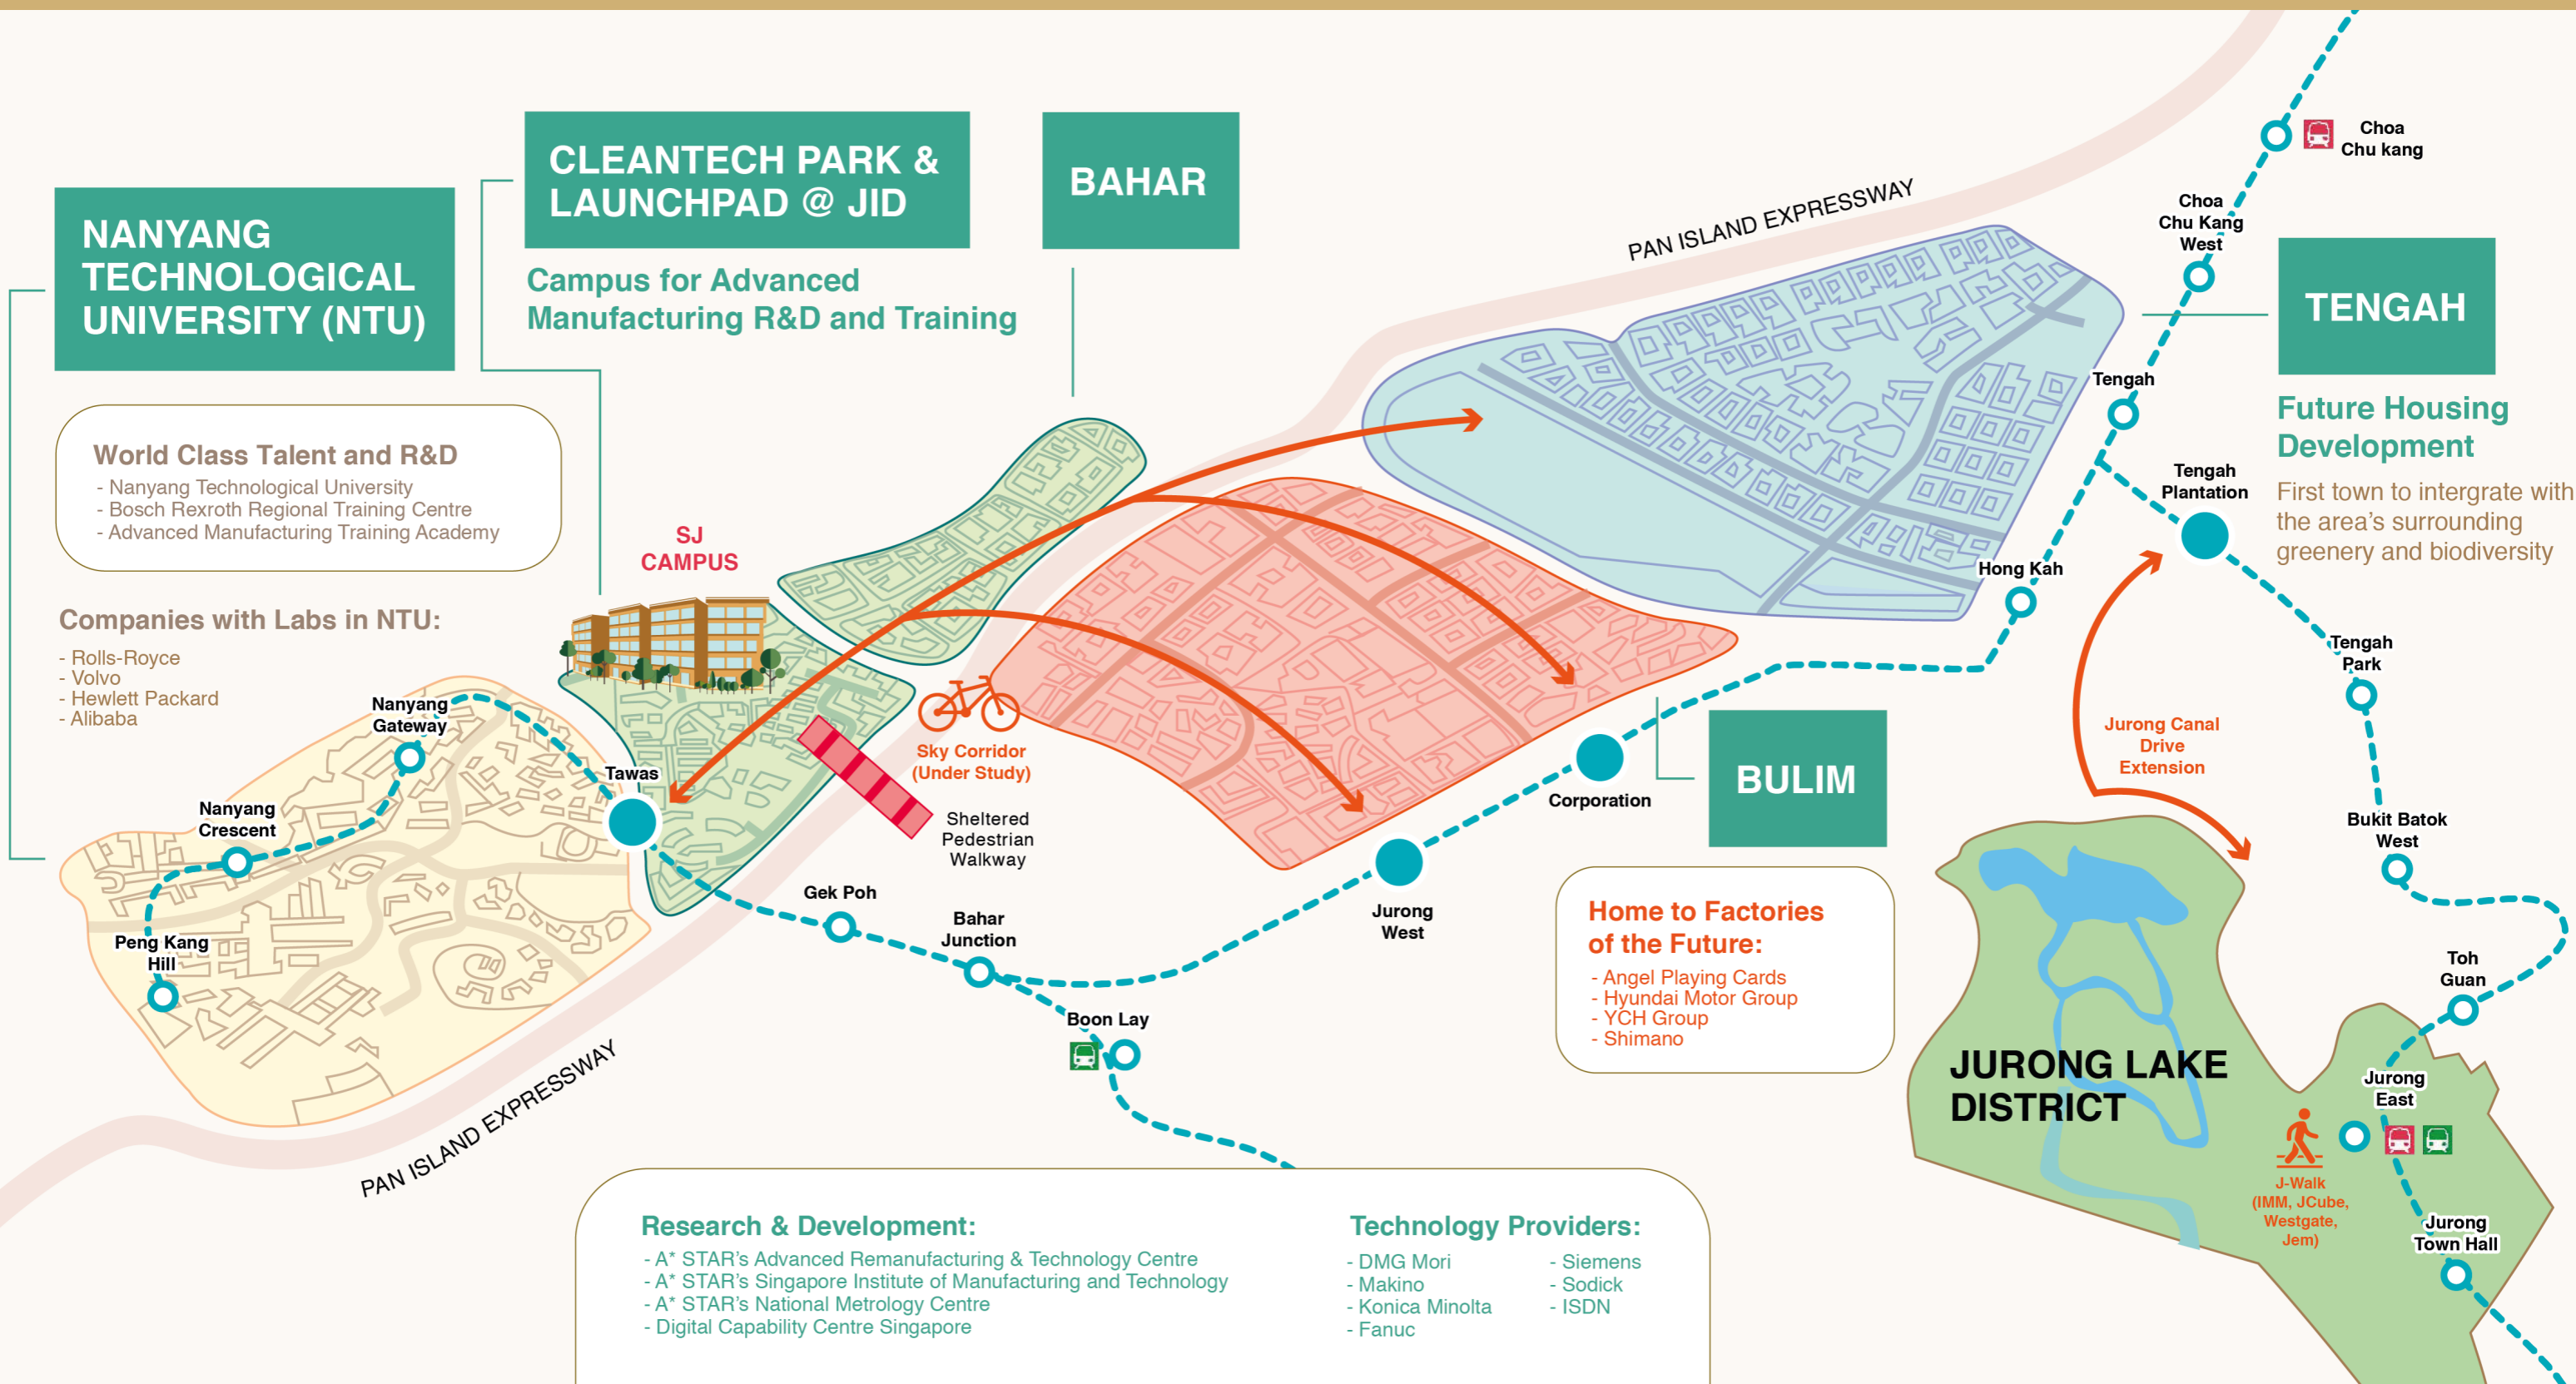 NANYANG
TECHNOLOGICAL
UNIVERSITY (NTU)
World Class Talent and R&D
- Nanyang Technological University
- Bosch Rexroth Regional Training Centre
- Advanced Manufacturing Training Academy
Companies with Labs in NTU:
- Rolls-Royce
- Volvo
- Hewlett Packard
- Alibaba
CLEANTECH PARK &
LAUNCHPAD @ JID
Campus for Advanced
Manufacturing R&D and Training
BAHAR
SJ
CAMPUS
PAN ISLAND EXPRESSWAY
Choa
Chu kang
Choa
Chu Kang
West
TENGAH
Future Housing
Development
First town to intergrate with
the area's surrounding
greenery and biodiversity
Tengah
Tengah
Plantation
Hong Kah
Tengah
Park
Jurong Canal
Drive
Extension
Bukit Batok
West
Toh
Guan
Nanyang
Gateway
Nanyang
Crescent
Peng Kang
Hill
Tawas
Sky Corridor
(Under Study)
Sheltered
Pedestrian
Walkway
Gek Poh
Bahar
Junction
Boon Lay
Jurong
West
Corporation
BULIM
Home to Factories
of the Future:
- Angel Playing Cards
- Hyundai Motor Group
- YCH Group
- Shimano
PAN ISLAND EXPRESSWAY
JURONG LAKE
DISTRICT
Jurong
East
J-Walk
(IMM, JCube,
Westgate,
Jem)
Jurong
Town Hall
Research & Development:
- A* STAR's Advanced Remanufacturing & Technology Centre
- A* STAR's Singapore Institute of Manufacturing and Technology
- A* STAR's National Metrology Centre
- Digital Capability Centre Singapore
Technology Providers:
- DMG Mori
- Makino
- Konica Minolta
- Fanuc
- Siemens
- Sodick
- ISDN